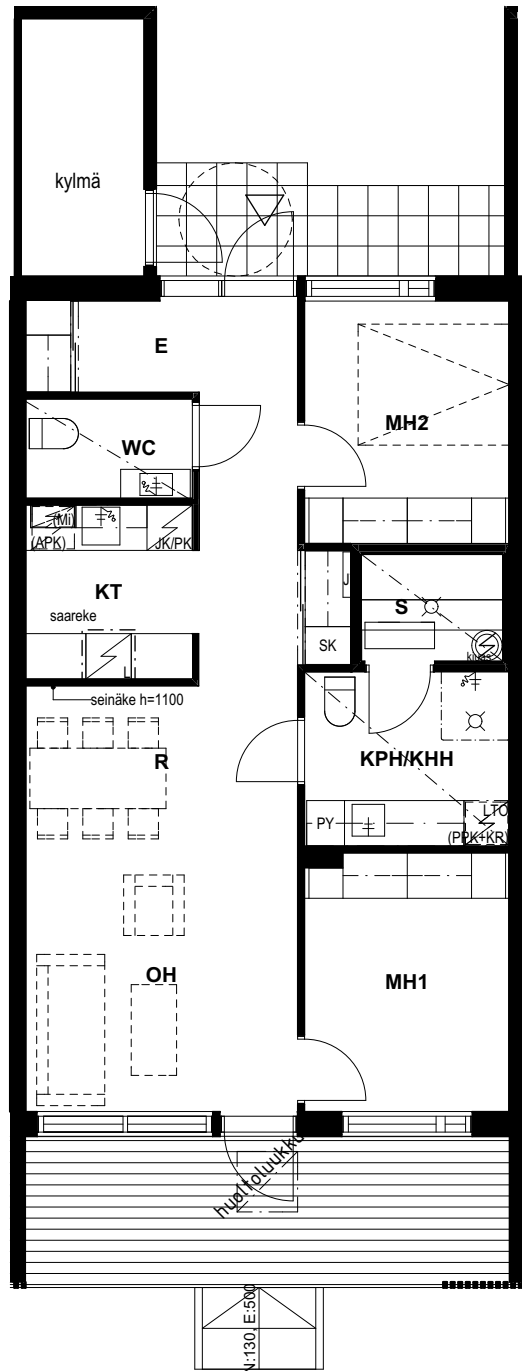 kylmä
E
MH2
WC
(Mi)
(APK)
JK/PK
KT
saareke
L
J
SK
S
kiuas
seinäke h=1100
R
KPH/KHH
PY
LTO
(PPK+KR)
OH
MH1
huoltoluukku
N:130, E:500